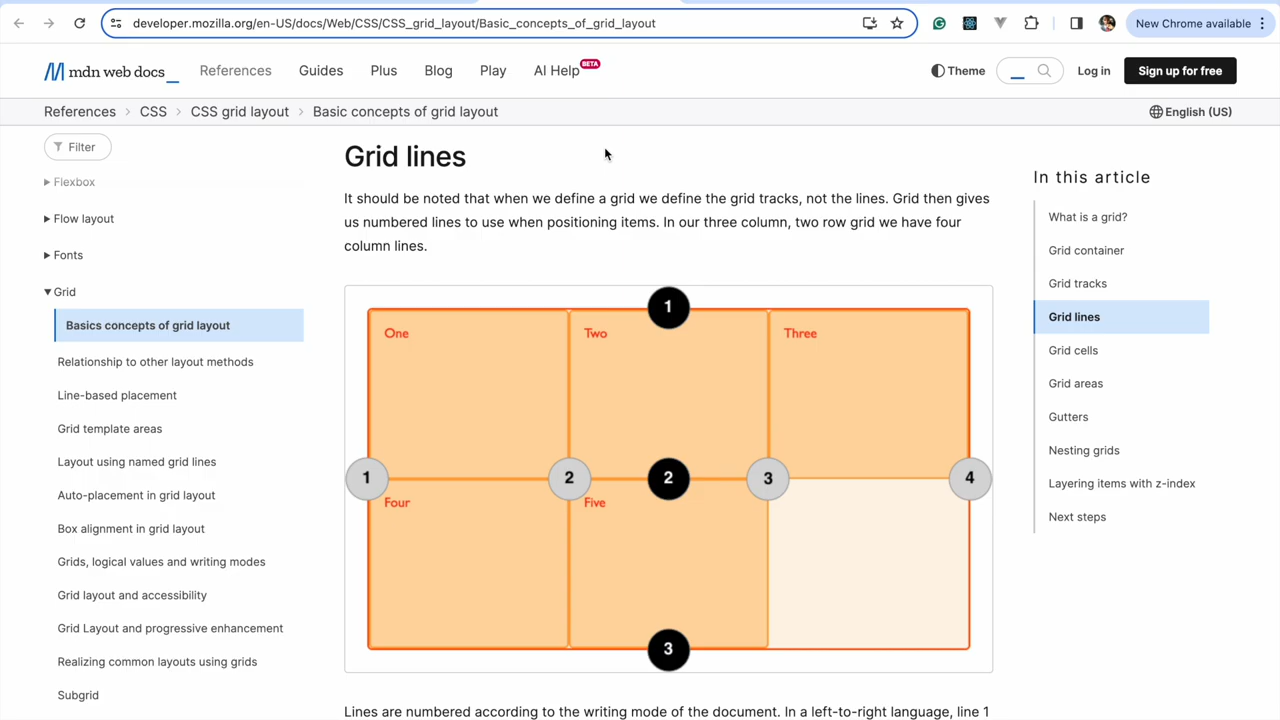 developer.mozilla.org/en-US/docs/Web/CSS/CSS_grid_layout/Basic_concepts_of_grid_layout
New Chrome available
mdn web docs_
References
Guides
Plus
Blog
Play
AI Help
BETA
Theme
Log in
Sign up for free
References
CSS
CSS grid layout
Basic concepts of grid layout
English (US)
Filter
Flexbox
Flow layout
Fonts
Grid
Basics concepts of grid layout
Relationship to other layout methods
Line-based placement
Grid template areas
Layout using named grid lines
Auto-placement in grid layout
Box alignment in grid layout
Grids, logical values and writing modes
Grid layout and accessibility
Grid Layout and progressive enhancement
Realizing common layouts using grids
Subgrid
Grid lines
It should be noted that when we define a grid we define the grid tracks, not the lines. Grid then gives
us numbered lines to use when positioning items. In our three column, two row grid we have four
column lines.
1
One
Two
Three
1
2
2
3
4
Four
Five
3
Lines are numbered according to the writing mode of the document. In a left-to-right language, line 1
In this article
What is a grid?
Grid container
Grid tracks
Grid lines
Grid cells
Grid areas
Gutters
Nesting grids
Layering items with z-index
Next steps